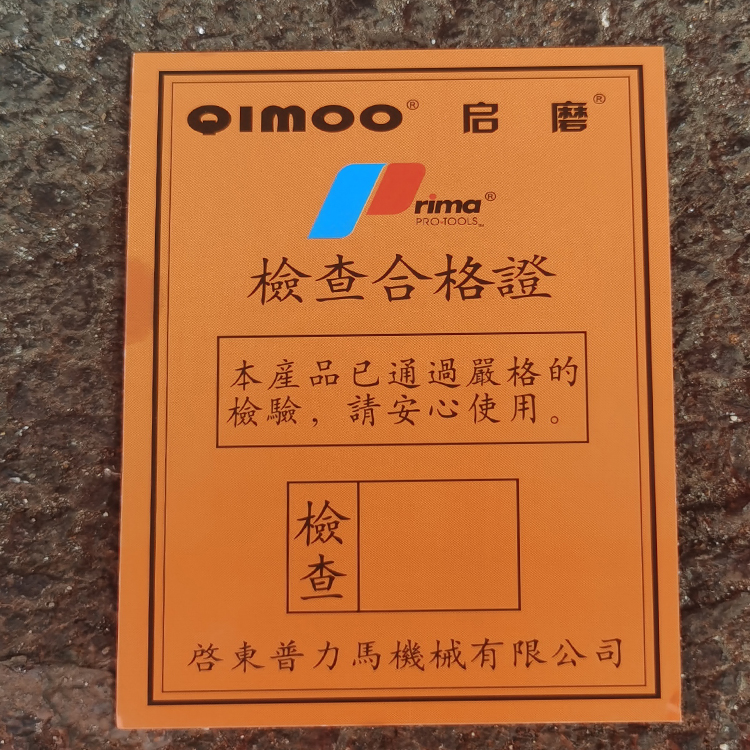 QIMOO® 启磨®
Prima®
PRO-TOOLS™
檢查合格證
本產品已通過嚴格的
檢驗，請安心使用。
檢查
啓東普力馬機械有限公司